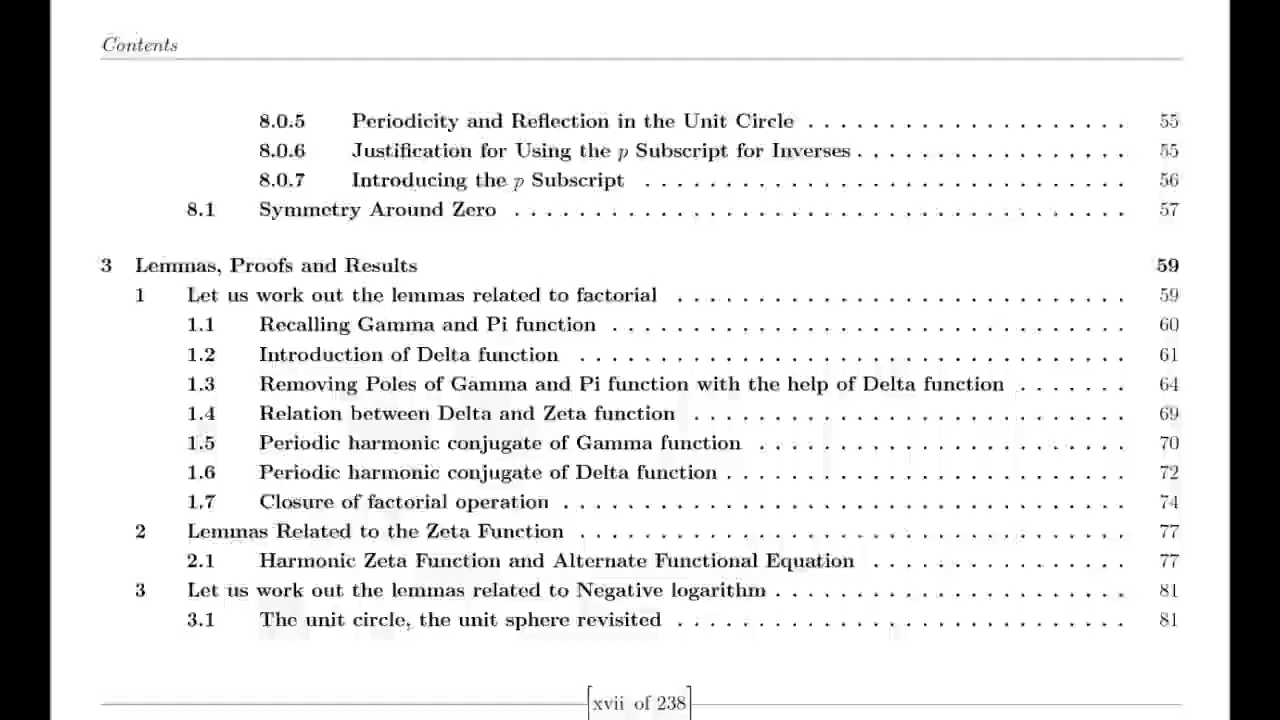 Contents
8.0.5 Periodicity and Reflection in the Unit Circle . . . . . . . . . . . . . . . . . . . . 55
8.0.6 Justification for Using the p Subscript for Inverses . . . . . . . . . . . . . . . . . 55
8.0.7 Introducing the p Subscript . . . . . . . . . . . . . . . . . . . . . . . . . . . . . . 56
8.1 Symmetry Around Zero . . . . . . . . . . . . . . . . . . . . . . . . . . . . . . . . . . . . . . 57
3 Lemmas, Proofs and Results 59
1 Let us work out the lemmas related to factorial . . . . . . . . . . . . . . . . . . . . . . . . . . . . 59
1.1 Recalling Gamma and Pi function . . . . . . . . . . . . . . . . . . . . . . . . . . . . . . . . 60
1.2 Introduction of Delta function . . . . . . . . . . . . . . . . . . . . . . . . . . . . . . . . . . 61
1.3 Removing Poles of Gamma and Pi function with the help of Delta function . . . . . . . 64
1.4 Relation between Delta and Zeta function . . . . . . . . . . . . . . . . . . . . . . . . . . . 69
1.5 Periodic harmonic conjugate of Gamma function . . . . . . . . . . . . . . . . . . . . . . . 70
1.6 Periodic harmonic conjugate of Delta function . . . . . . . . . . . . . . . . . . . . . . . . . 72
1.7 Closure of factorial operation . . . . . . . . . . . . . . . . . . . . . . . . . . . . . . . . . . . 74
2 Lemmas Related to the Zeta Function . . . . . . . . . . . . . . . . . . . . . . . . . . . . . . . . . . 77
2.1 Harmonic Zeta Function and Alternate Functional Equation . . . . . . . . . . . . . . . . 77
3 Let us work out the lemmas related to Negative logarithm . . . . . . . . . . . . . . . . . . . . . . 81
3.1 The unit circle, the unit sphere revisited . . . . . . . . . . . . . . . . . . . . . . . . . . . . 81
xvii of 238